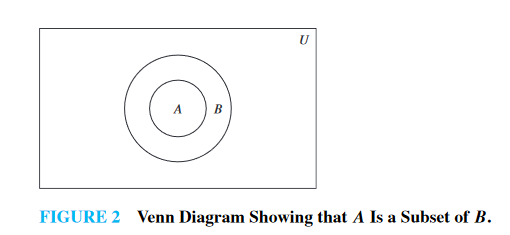 U
A B
FIGURE 2 Venn Diagram Showing that A Is a Subset of B.